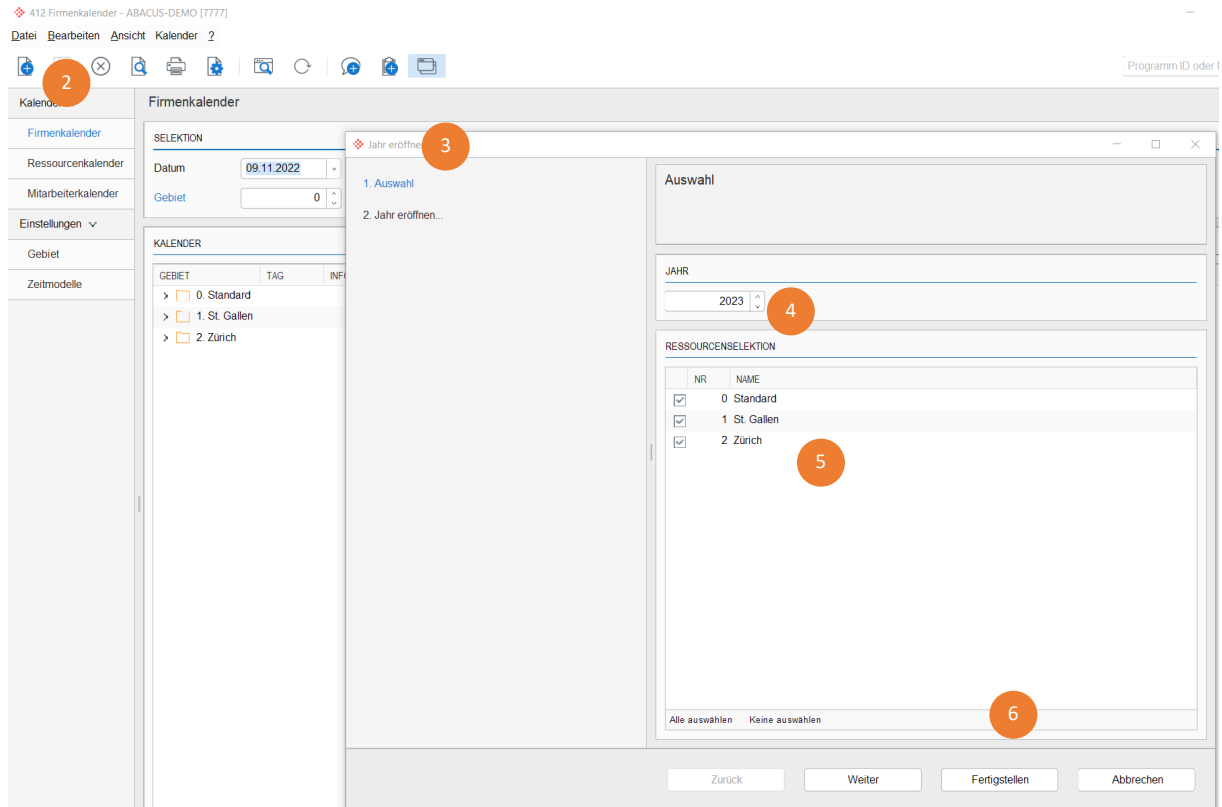 412 Firmenkalender - ABACUS-DEMO [7777]
Datei Bearbeiten Ansicht Kalender ?
Programm ID oder
2
Firmenkalender
Firmenkalender
Ressourcenkalender
Mitarbeiterkalender
Einstellungen
Gebiet
Zeitmodelle
SELEKTION
Datum 09.11.2022
Gebiet 0
KALENDER
GEBIET TAG INF
0. Standard
1. St. Gallen
2. Zürich
Jahr eröffne
3
1. Auswahl
2. Jahr eröffnen...
Auswahl
JAHR
2023
4
RESSOURCENSELEKTION
NR NAME
0 Standard
1 St. Gallen
2 Zürich
5
Alle auswählen Keine auswählen
6
Zurück Weiter Fertigstellen Abbrechen